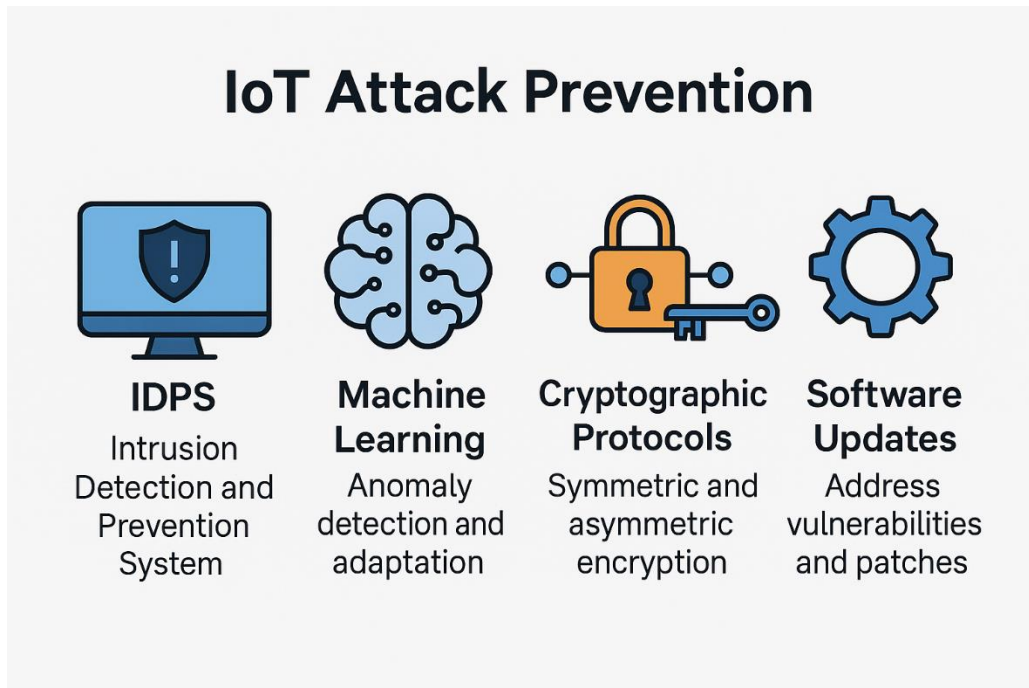 IoT Attack Prevention
IDPS
Intrusion
Detection and
Prevention
System
Machine
Learning
Anomaly
detection and
adaptation
Cryptographic
Protocols
Symmetric and
asymmetric
encryption
Software
Updates
Address
vulnerabilities
and patches